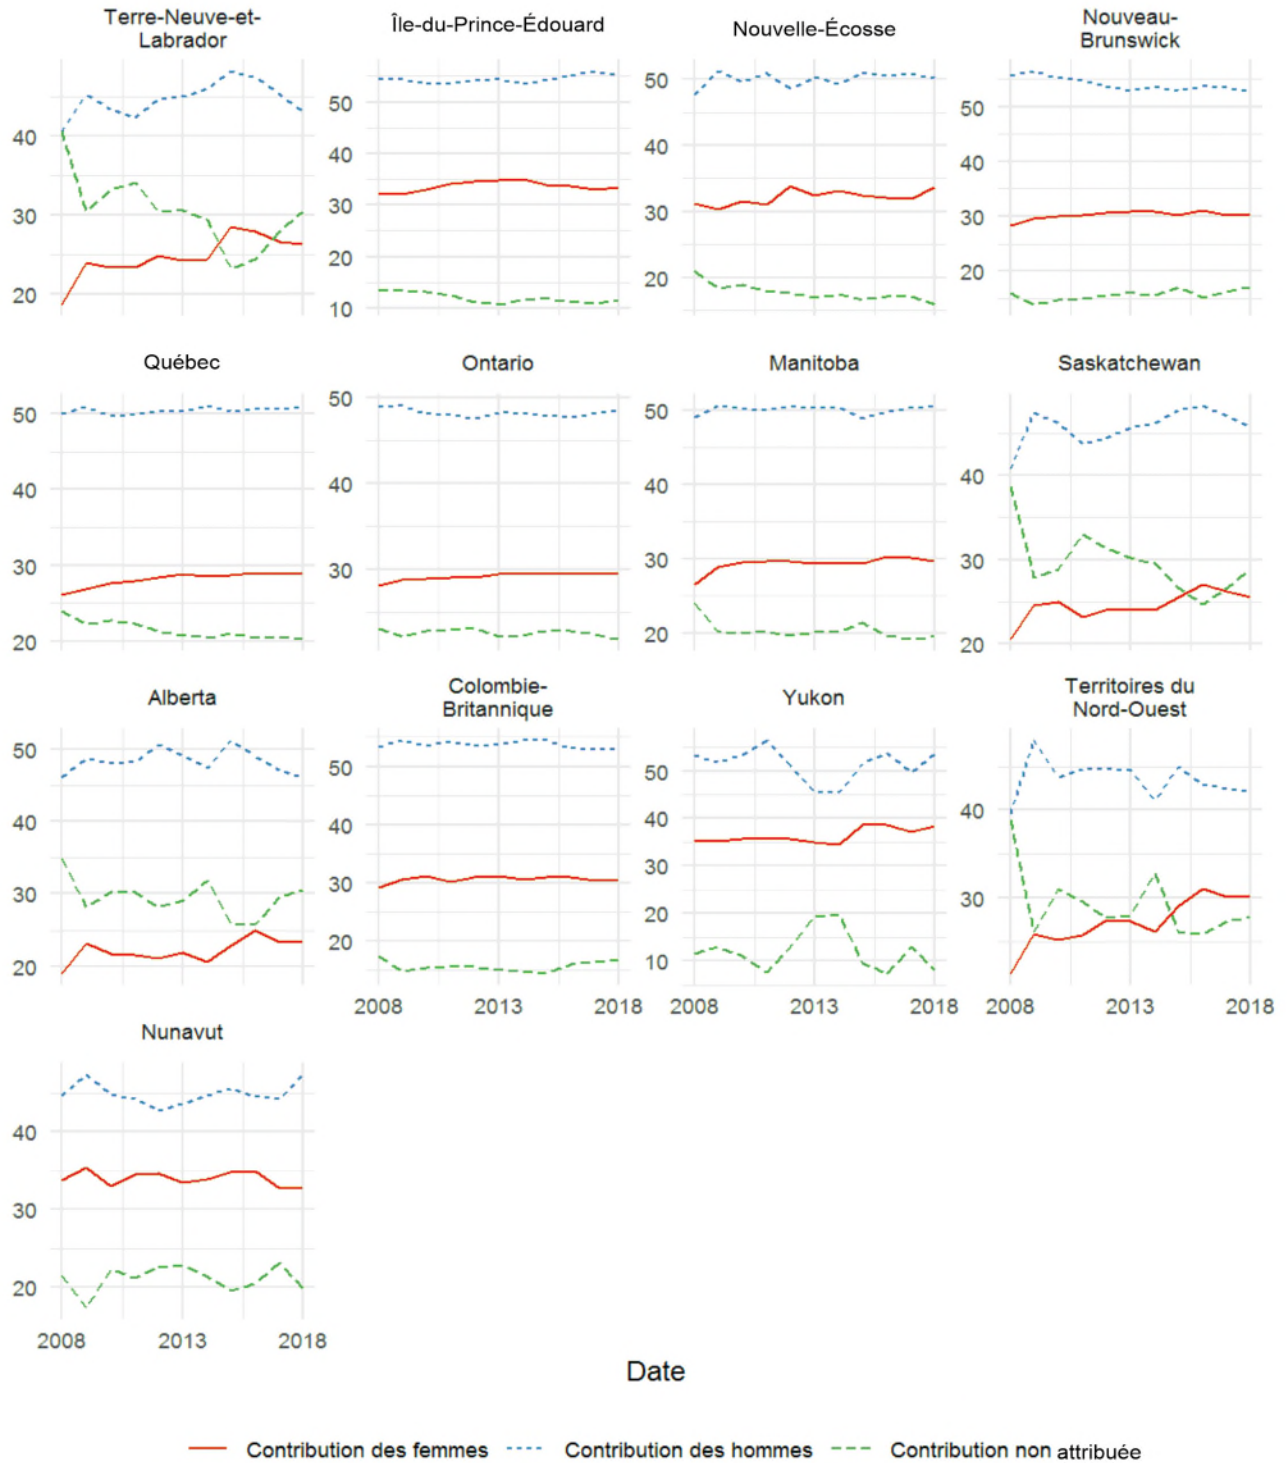 Terre-Neuve-et-
Labrador
Île-du-Prince-Édouard
Nouvelle-Écosse
Nouveau-
Brunswick
40
30
20
50
40
30
20
10
50
40
30
20
50
40
30
20
Québec
Ontario
Manitoba
Saskatchewan
50
40
30
20
50
40
30
50
40
30
20
40
30
20
Alberta
Colombie-
Britannique
Yukon
Territoires du
Nord-Ouest
50
40
30
20
50
40
30
20
50
40
30
20
10
40
30
2008 2013 2018
2008 2013 2018
2008 2013 2018
Nunavut
40
30
20
2008 2013 2018
Date
Contribution des femmes Contribution des hommes Contribution non attribuée